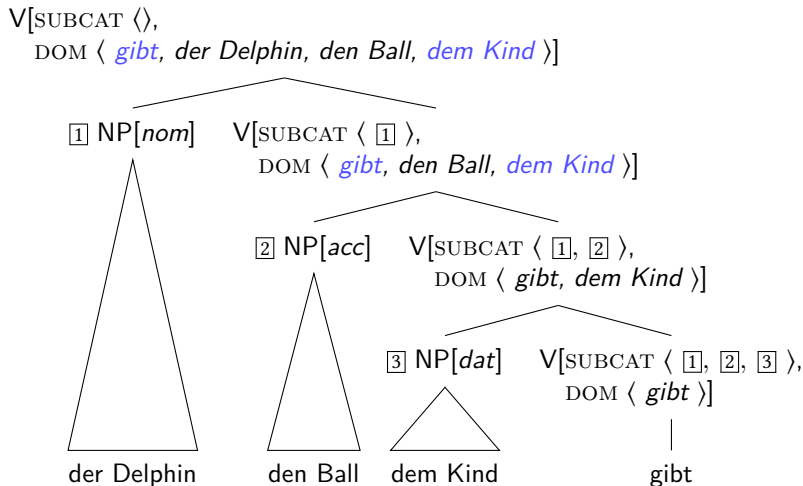 V[SUBCAT ⟨⟩,
DOM ⟨ gibt, der Delphin, den Ball, dem Kind ⟩]
1 NP[nom] V[SUBCAT ⟨ 1 ⟩,
DOM ⟨ gibt, den Ball, dem Kind ⟩]
2 NP[acc] V[SUBCAT ⟨ 1, 2 ⟩,
DOM ⟨ gibt, dem Kind ⟩]
3 NP[dat] V[SUBCAT ⟨ 1, 2, 3 ⟩,
DOM ⟨ gibt ⟩]
der Delphin den Ball dem Kind gibt